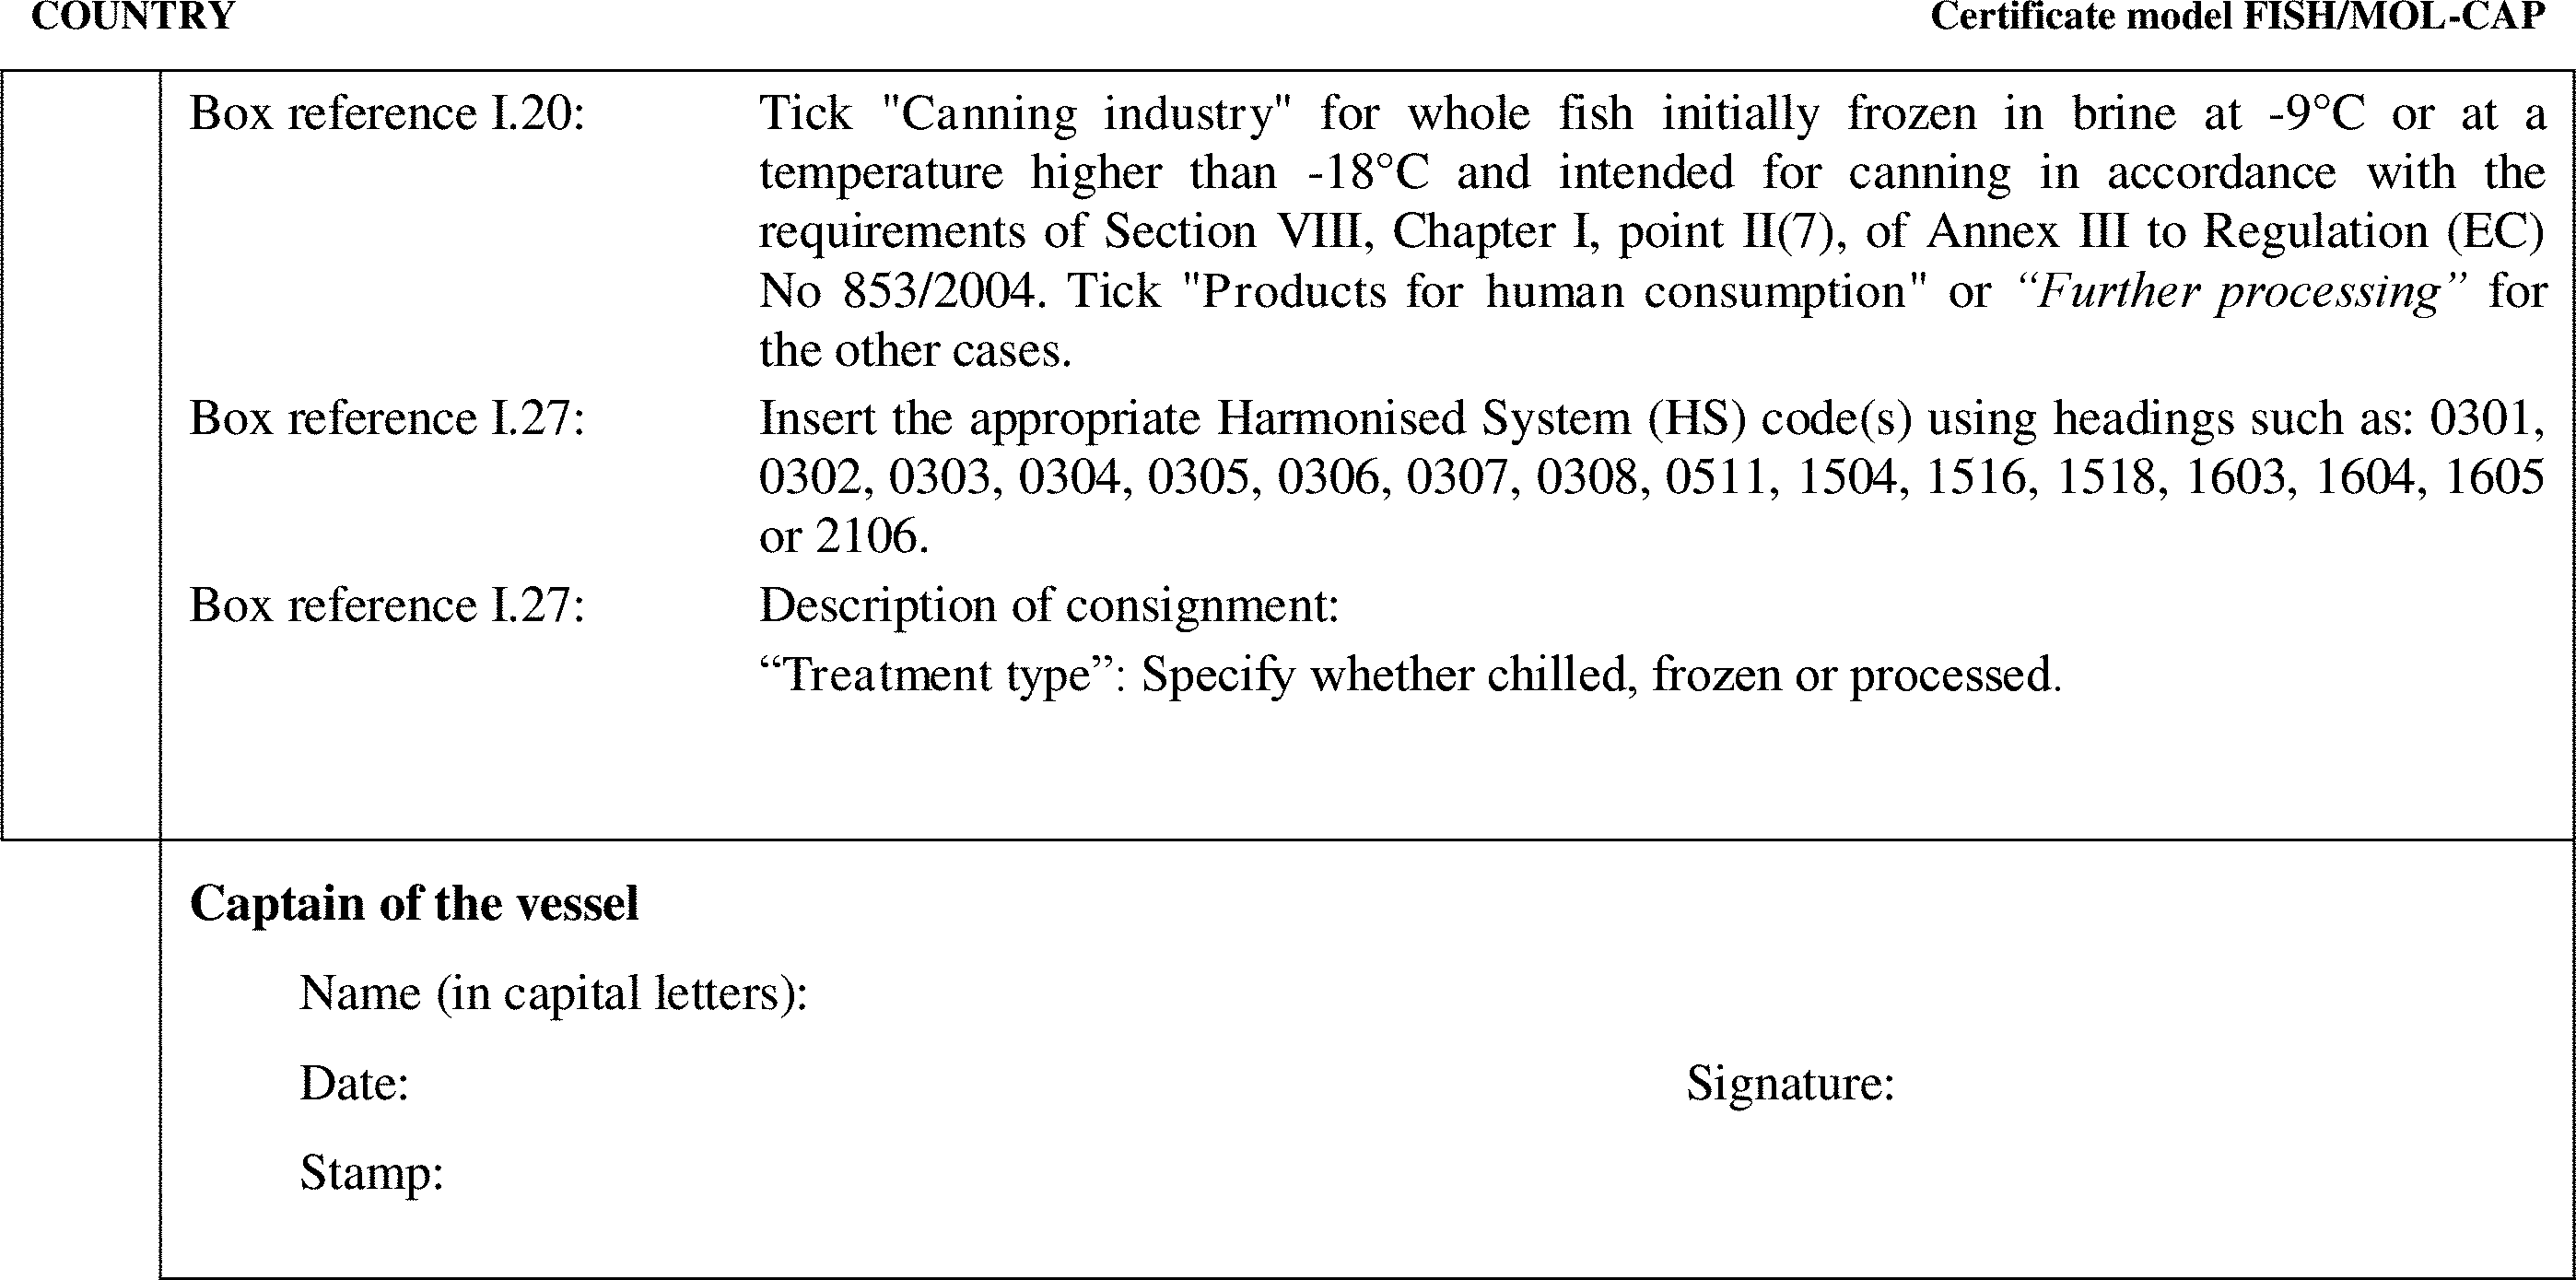 COUNTRY Certificate model FISH/MOL-CAP
Box reference I.20: Tick "Canning industry" for whole fish initially frozen in brine at -9°C or at a
temperature higher than -18°C and intended for canning in accordance with the
requirements of Section VIII, Chapter I, point II(7), of Annex III to Regulation (EC)
No 853/2004. Tick "Products for human consumption" or “Further processing” for
the other cases.
Box reference I.27: Insert the appropriate Harmonised System (HS) code(s) using headings such as: 0301,
0302, 0303, 0304, 0305, 0306, 0307, 0308, 0511, 1504, 1516, 1518, 1603, 1604, 1605
or 2106.
Box reference I.27: Description of consignment:
“Treatment type”: Specify whether chilled, frozen or processed.
Captain of the vessel
Name (in capital letters):
Date: Signature:
Stamp: